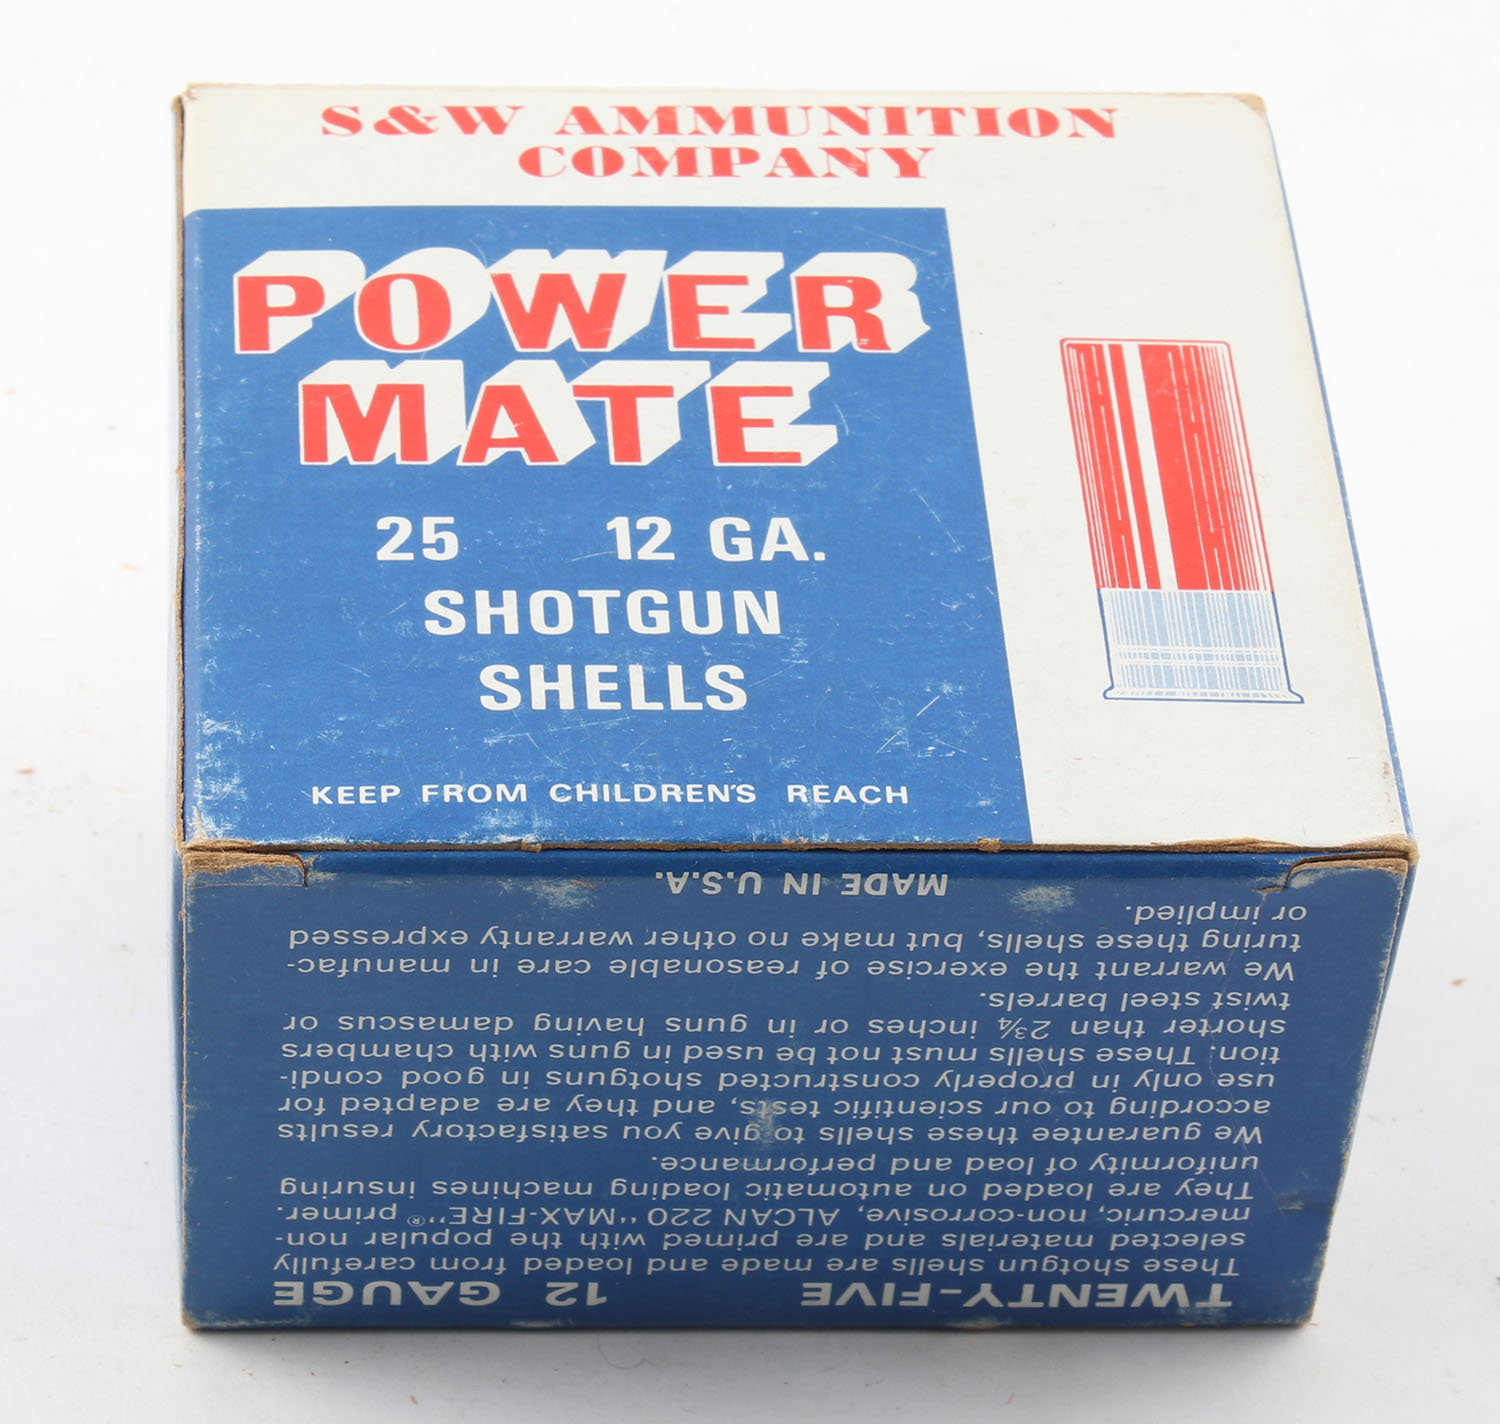 S&W AMMUNITION
COMPANY
POWER
MATE
25 12 GA.
SHOTGUN
SHELLS
KEEP FROM CHILDREN'S REACH
TWENTY-FIVE 12 GAUGE
These shotgun shells are made and loaded from carefully
selected materials and are primed with the popular non-
mercuric, non-corrosive, ALCAN 220 "MAX-FIRE"® primer.
They are loaded on automatic loading machines insuring
uniformity of load and performance.
We guarantee these shells to give you satisfactory results
according to our scientific tests, and they are adapted for
use only in properly constructed shotguns in good condi-
tion. These shells must not be used in guns with chambers
shorter than 2¾ inches or in guns having damascus or
twist steel barrels.
We warrant the exercise of reasonable care in manufac-
turing these shells, but make no other warranty expressed
or implied.
MADE IN U.S.A.